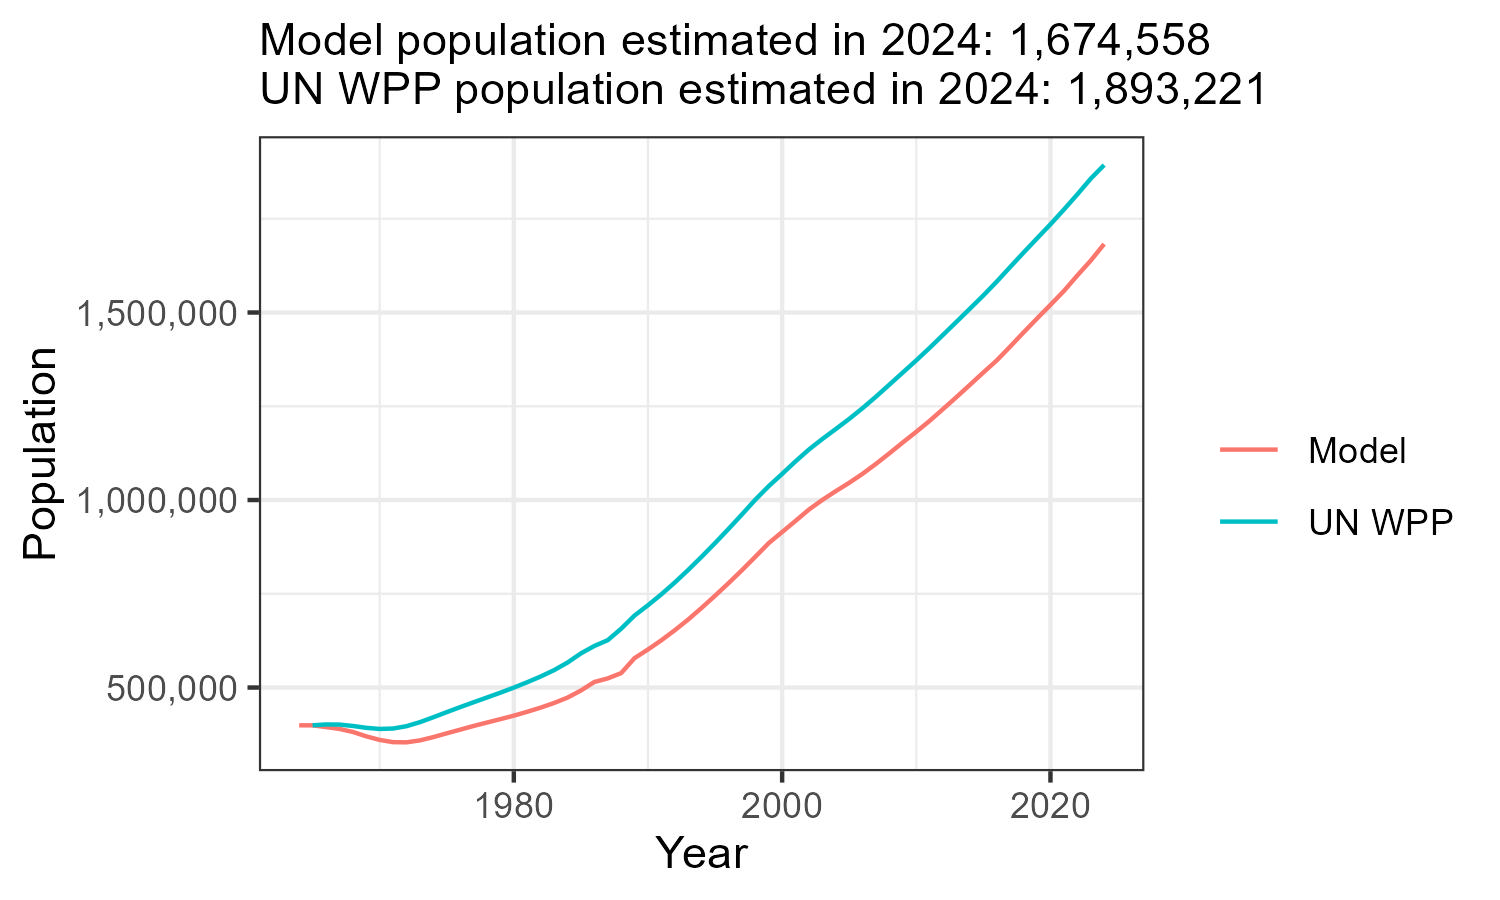 Model population estimated in 2024: 1,674,558
UN WPP population estimated in 2024: 1,893,221
1,500,000
1,000,000
500,000
Population
1980
2000
2020
Year
Model
UN WPP